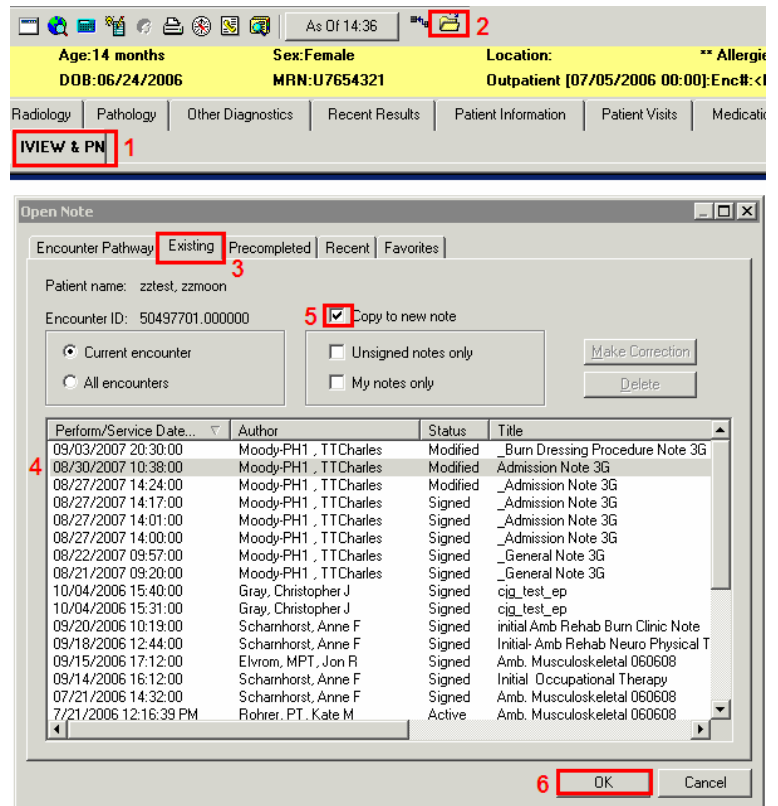 As Of 14:36 2
Age:14 months Sex:Female Location: ** Allergie
DOB:06/24/2006 MRN:U7654321 Outpatient [07/05/2006 00:00]:Enc#:<I
Radiology Pathology Other Diagnostics Recent Results Patient Information Patient Visits Medicatio
IVIEW & PN 1
Open Note
Encounter Pathway Existing Precompleted Recent Favorites
3
Patient name: zztest, zzmoon
Encounter ID: 50497701.000000 5 Copy to new note
Current encounter Unsigned notes only Make Correction
All encounters My notes only Delete
Perform/Service Date... Author Status Title
09/03/2007 20:30:00 Moody-PH1 , TTCharles Modified _Burn Dressing Procedure Note 3G
4 08/30/2007 10:38:00 Moody-PH1 , TTCharles Modified Admission Note 3G
08/27/2007 14:24:00 Moody-PH1 , TTCharles Modified _Admission Note 3G
08/27/2007 14:17:00 Moody-PH1 , TTCharles Signed _Admission Note 3G
08/27/2007 14:01:00 Moody-PH1 , TTCharles Signed _Admission Note 3G
08/27/2007 14:00:00 Moody-PH1 , TTCharles Signed _Admission Note 3G
08/22/2007 09:57:00 Moody-PH1 , TTCharles Signed _General Note 3G
08/21/2007 09:20:00 Moody-PH1 , TTCharles Signed _General Note 3G
10/04/2006 15:40:00 Gray, Christopher J Signed cjg_test_ep
10/04/2006 15:31:00 Gray, Christopher J Signed cjg_test_ep
09/20/2006 10:19:00 Scharnhorst, Anne F Signed initial Amb Rehab Burn Clinic Note
09/18/2006 12:44:00 Scharnhorst, Anne F Signed Initial- Amb Rehab Neuro Physical T
09/15/2006 17:12:00 Elvrom, MPT, Jon R Signed Amb. Musculoskeletal 060608
09/14/2006 16:12:00 Scharnhorst, Anne F Signed Initial Occupational Therapy
07/21/2006 14:32:00 Scharnhorst, Anne F Signed Amb. Musculoskeletal 060608
7/21/2006 12:16:39 PM Rohrer, PT, Kate M Active Amb. Musculoskeletal 060608
6 OK Cancel